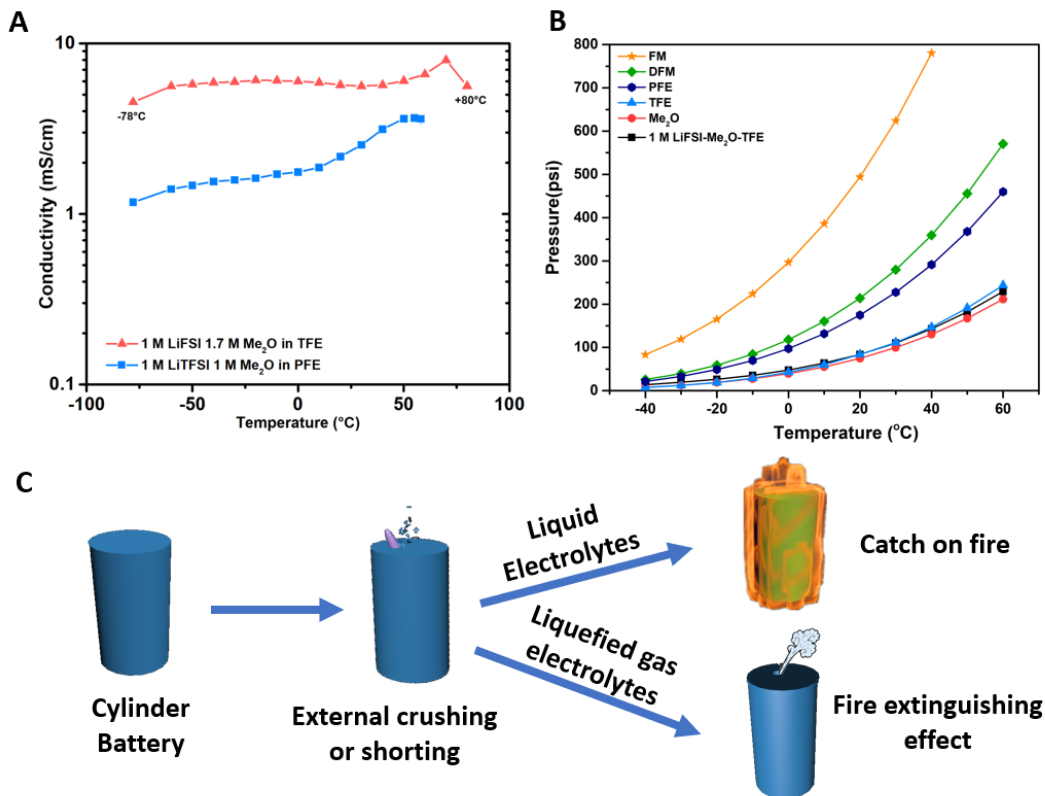 A
10
1
0.1
Conductivity (mS/cm)
-78°C
+80°C
1 M LiFSI 1.7 M Me₂O in TFE
1 M LiTFSI 1 M Me₂O in PFE
-100
-50
0
50
100
Temperature (°C)
B
800
700
600
500
400
300
200
100
0
Pressure(psi)
FM
DFM
PFE
TFE
Me₂O
1 M LiFSI-Me₂O-TFE
-40
-20
0
20
40
60
Temperature (°C)
C
Cylinder
Battery
External crushing
or shorting
Liquid
Electrolytes
Catch on fire
Liquefied gas
electrolytes
Fire extinguishing
effect